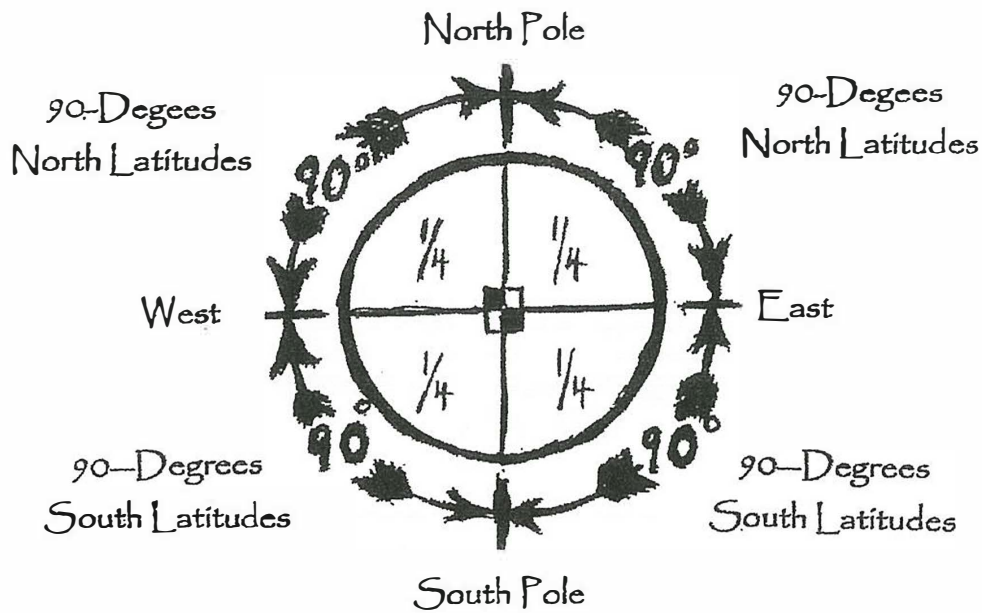 North Pole
90-Degees
North Latitudes
90-Degees
North Latitudes
90°
90°
1/4
1/4
West
East
1/4
1/4
90°
90°
90—Degrees
South Latitudes
90—Degrees
South Latitudes
South Pole